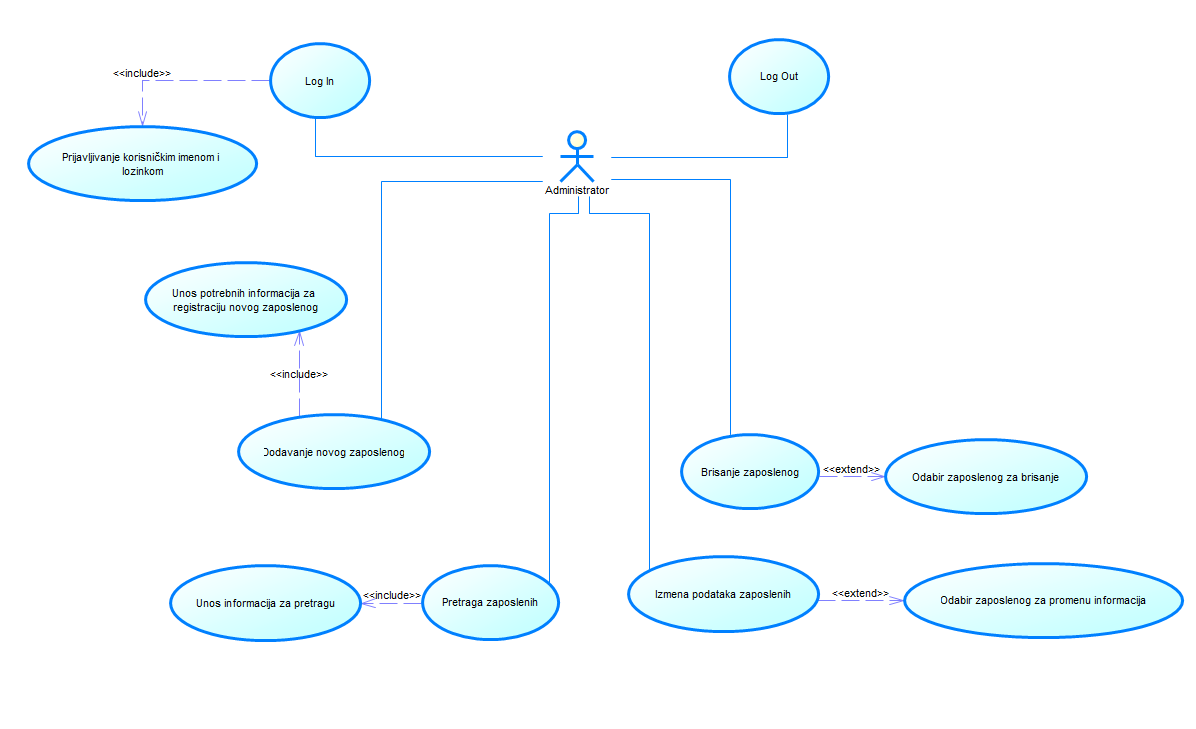 Log In
Log Out
<<include>>
Prijavljivanje korisničkim imenom i
lozinkom
Administrator
Unos potrebnih informacija za
registraciju novog zaposlenog
<<include>>
Dodavanje novog zaposlenog
Brisanje zaposlenog
<<extend>>
Odabir zaposlenog za brisanje
Unos informacija za pretragu
<<include>>
Pretraga zaposlenih
Izmena podataka zaposlenih
<<extend>>
Odabir zaposlenog za promenu informacija